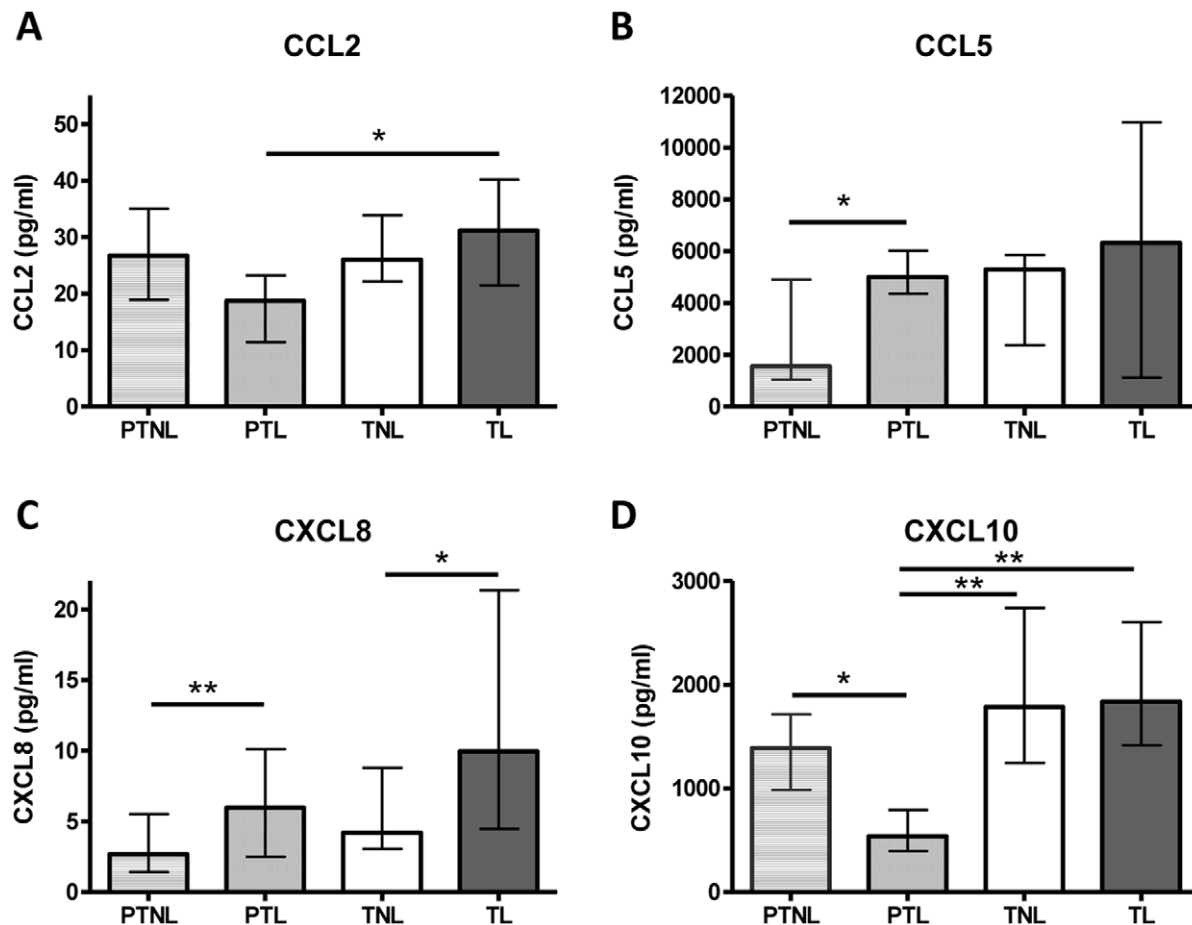 A
CCL2
CCL2 (pg/ml)
50
40
30
20
10
0
*
PTNL PTL TNL TL
B
CCL5
CCL5 (pg/ml)
12000
10000
8000
6000
4000
2000
0
*
PTNL PTL TNL TL
C
CXCL8
CXCL8 (pg/ml)
20
15
10
5
0
**
*
PTNL PTL TNL TL
D
CXCL10
CXCL10 (pg/ml)
3000
2000
1000
0
**
**
*
PTNL PTL TNL TL